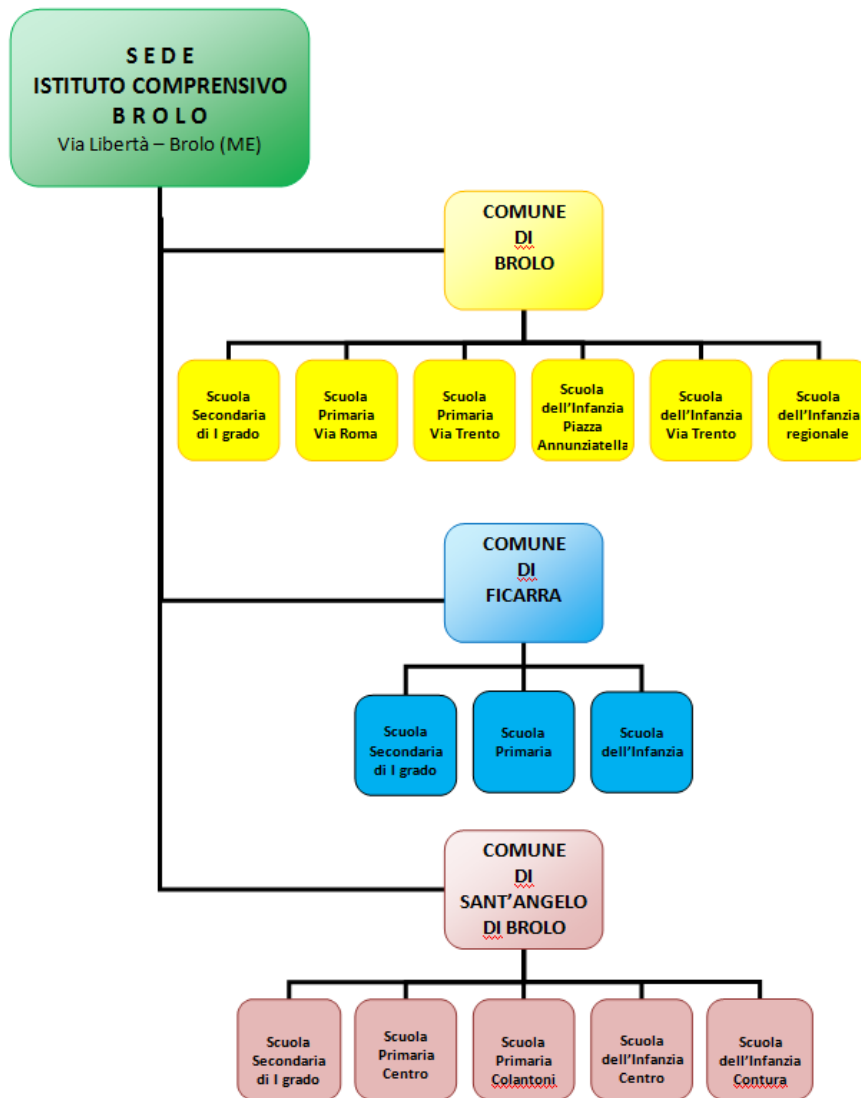 S E D E
ISTITUTO COMPRENSIVO
B R O L O
Via Libertà – Brolo (ME)
COMUNE
DI
BROLO
Scuola
Secondaria
di I grado
Scuola
Primaria
Via Roma
Scuola
Primaria
Via Trento
Scuola
dell'Infanzia
Piazza
Annunziatella
Scuola
dell'Infanzia
Via Trento
Scuola
dell'Infanzia
regionale
COMUNE
DI
FICARRA
Scuola
Secondaria
di I grado
Scuola
Primaria
Scuola
dell'Infanzia
COMUNE
DI
SANT'ANGELO
DI BROLO
Scuola
Secondaria
di I grado
Scuola
Primaria
Centro
Scuola
Primaria
Colantoni
Scuola
dell'Infanzia
Centro
Scuola
dell'Infanzia
Contura